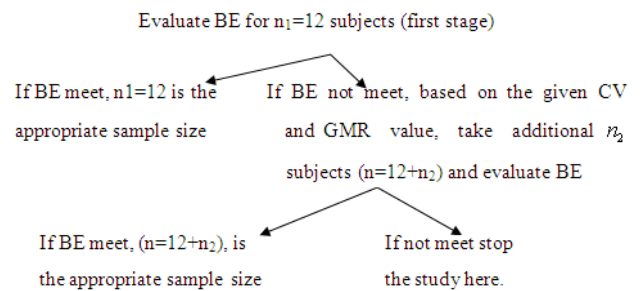 Evaluate BE for n1=12 subjects (first stage)
If BE meet, n1=12 is the
appropriate sample size
If BE not meet, based on the given CV
and GMR value, take additional n2
subjects (n=12+n2) and evaluate BE
If BE meet, (n=12+n2), is
the appropriate sample size
If not meet stop
the study here.